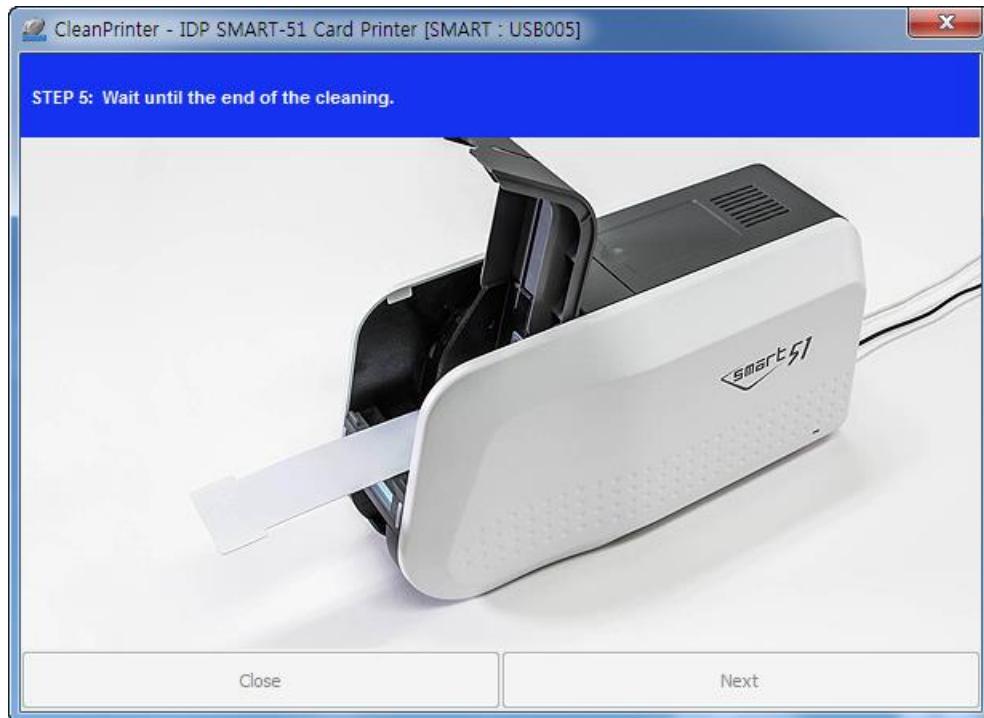 CleanPrinter - IDP SMART-51 Card Printer [SMART : USB005]
STEP 5: Wait until the end of the cleaning.
smart 51
Close
Next